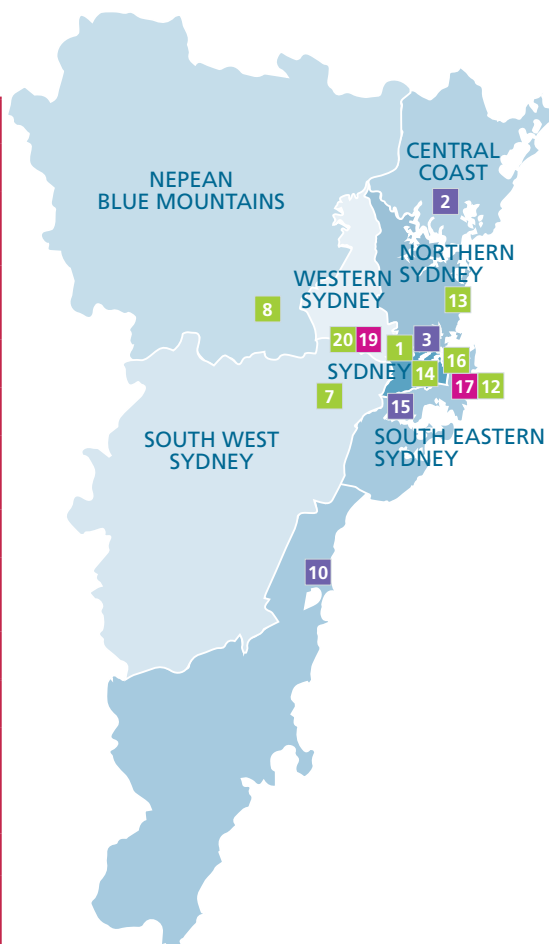 CENTRAL
COAST
2
NEPEAN
BLUE MOUNTAINS
NORTHERN
SYDNEY
WESTERN
SYDNEY
13
8
20 19 1 3
16
SYDNEY 14
17 12
7
15
SOUTH EASTERN
SYDNEY
SOUTH WEST
SYDNEY
10